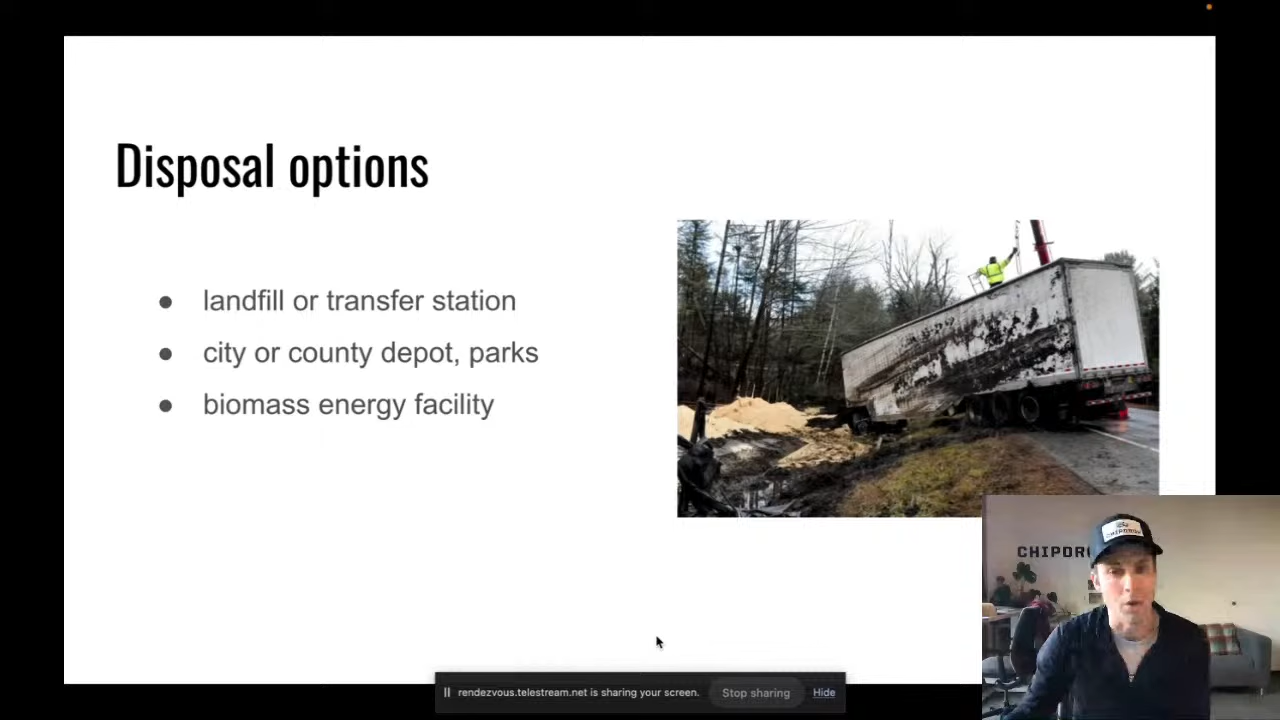 Disposal options
● landfill or transfer station
● city or county depot, parks
● biomass energy facility
CHIPDR
CHIPDROP
rendezvous.telestream.net is sharing your screen.
Stop sharing
Hide